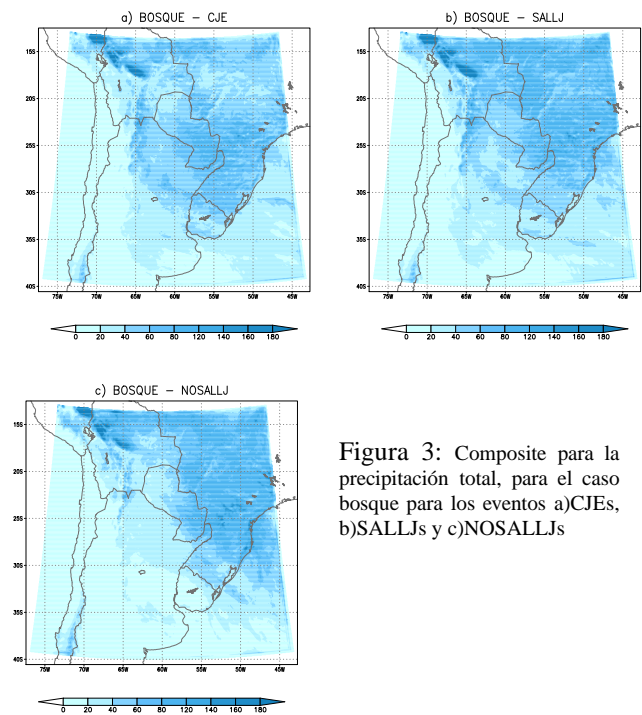 a) BOSQUE – CJE
15S
20S
25S
30S
35S
40S
75W 70W 65W 60W 55W 50W 45W
0 20 40 60 80 120 140 160 180
b) BOSQUE – SALLJ
15S
20S
25S
30S
35S
40S
75W 70W 65W 60W 55W 50W 45W
0 20 40 60 80 120 140 160 180
c) BOSQUE – NOSALLJ
15S
20S
25S
30S
35S
40S
75W 70W 65W 60W 55W 50W 45W
0 20 40 60 80 120 140 160 180
Figura 3: Composite para la
precipitación total, para el caso
bosque para los eventos a)CJEs,
b)SALLJs y c)NOSALLJs